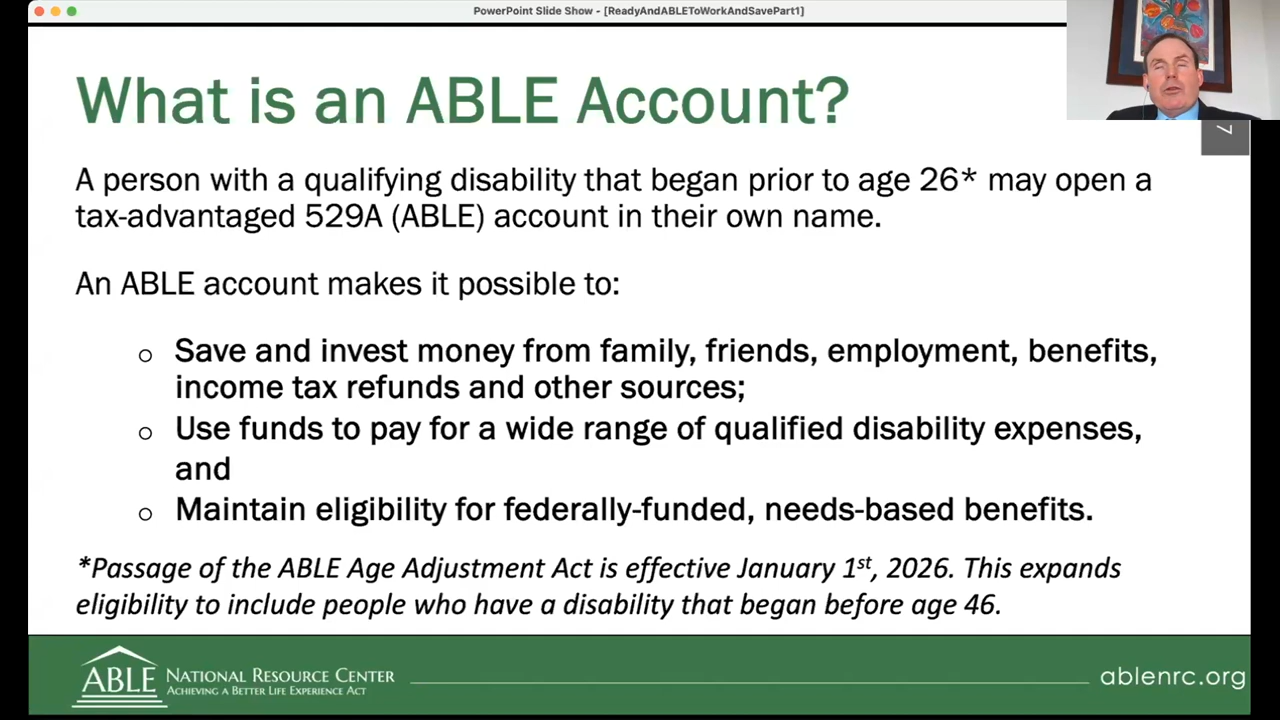 PowerPoint Slide Show - [ReadyAndABLEToWorkAndSavePart1]
What is an ABLE Account?
7
A person with a qualifying disability that began prior to age 26* may open a
tax-advantaged 529A (ABLE) account in their own name.
An ABLE account makes it possible to:
o Save and invest money from family, friends, employment, benefits,
income tax refunds and other sources;
o Use funds to pay for a wide range of qualified disability expenses,
and
o Maintain eligibility for federally-funded, needs-based benefits.
*Passage of the ABLE Age Adjustment Act is effective January 1st, 2026. This expands
eligibility to include people who have a disability that began before age 46.
ABLE NATIONAL RESOURCE CENTER
ACHIEVING A BETTER LIFE EXPERIENCE ACT
ablenrc.org